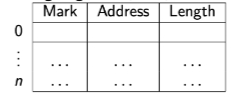 Mark Address Length
0
⋮ ... ... ...
n ... ... ...